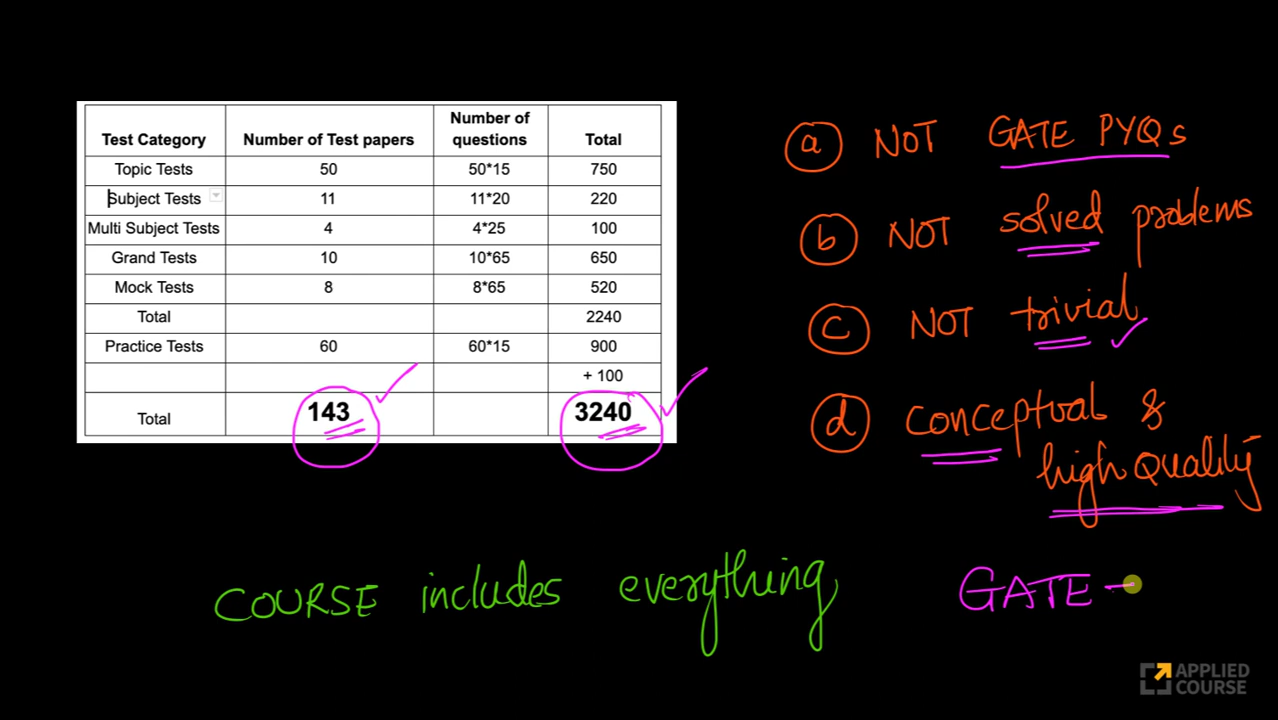 Test Category Number of Test papers Number of questions Total
Topic Tests 50 50*15 750
Subject Tests 11 11*20 220
Multi Subject Tests 4 4*25 100
Grand Tests 10 10*65 650
Mock Tests 8 8*65 520
Total 2240
Practice Tests 60 60*15 900
+ 100
Total 143 3240
a NOT GATE PYQs
b NOT solved problems
c NOT trivial
d conceptual &
high Quality
COURSE includes everything
GATE -
APPLIED
COURSE